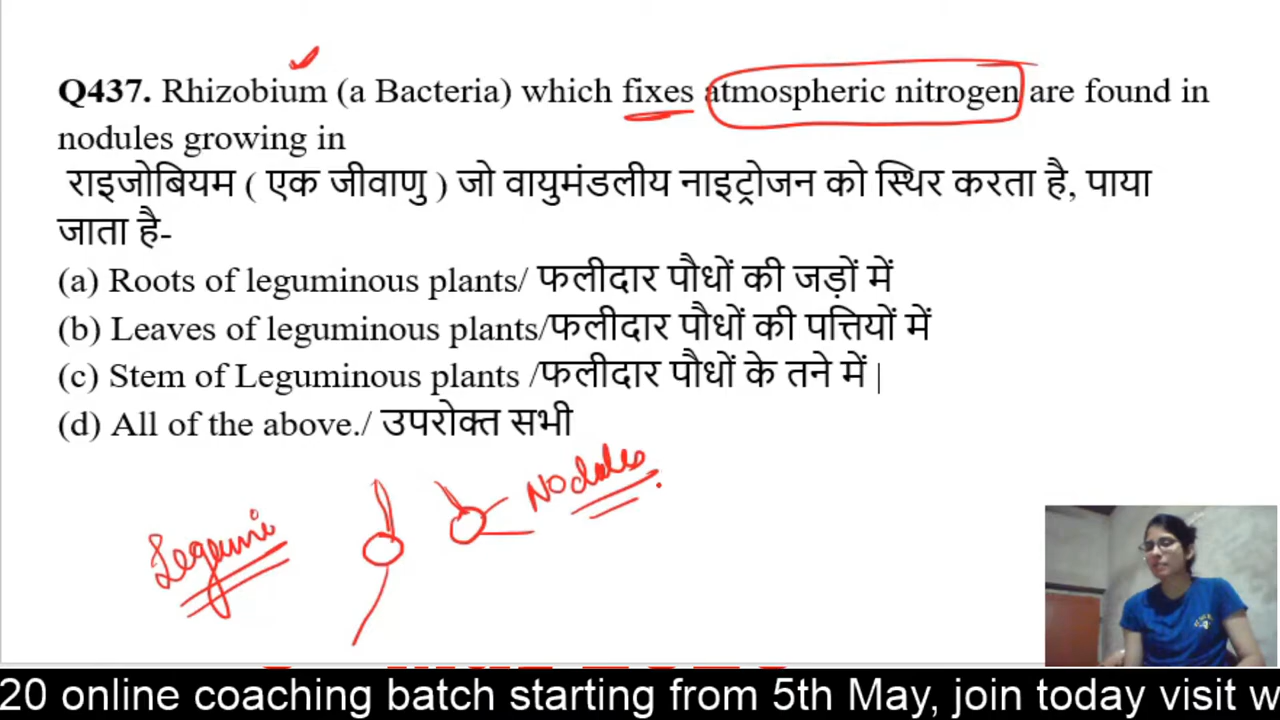 Q437. Rhizobium (a Bacteria) which fixes atmospheric nitrogen are found in
nodules growing in
राइजोबियम ( एक जीवाणु ) जो वायुमंडलीय नाइट्रोजन को स्थिर करता है, पाया
जाता है-
(a) Roots of leguminous plants/ फलीदार पौधों की जड़ों में
(b) Leaves of leguminous plants/फलीदार पौधों की पत्तियों में
(c) Stem of Leguminous plants /फलीदार पौधों के तने में |
(d) All of the above./ उपरोक्त सभी
Nodules
20 online coaching batch starting from 5th May, join today visit w